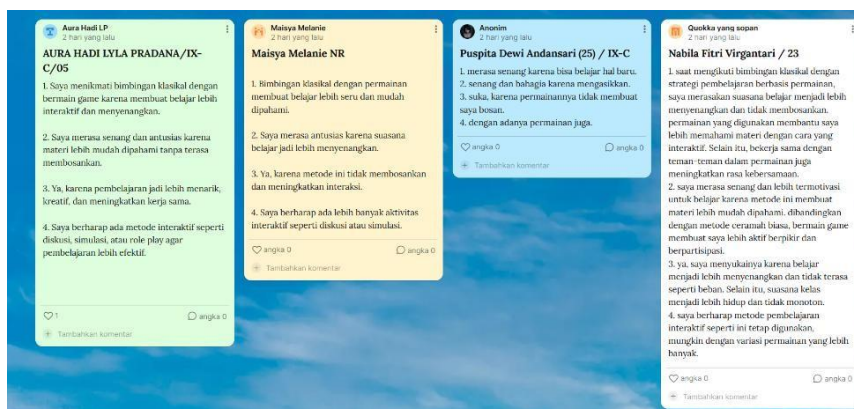 Aura Hadi LP
2 hari yang lalu
AURA HADI LYLA PRADANA/IX-
C/05
1. Saya menikmati bimbingan klasikal dengan
bermain game karena membuat belajar lebih
interaktif dan menyenangkan.
2. Saya merasa senang dan antusias karena
materi lebih mudah dipahami tanpa terasa
membosankan.
3. Ya, karena pembelajaran jadi lebih menarik,
kreatif, dan meningkatkan kerja sama.
4. Saya berharap ada metode interaktif seperti
diskusi, simulasi, atau role play agar
pembelajaran lebih efektif.
1
angka 0
Tambahkan komentar
Maisya Melanie
2 hari yang lalu
Maisya Melanie NR
1. Bimbingan klasikal dengan permainan
membuat belajar lebih seru dan mudah
dipahami.
2. Saya merasa antusias karena suasana
belajar jadi lebih menyenangkan.
3. Ya, karena metode ini tidak membosankan
dan meningkatkan interaksi.
4. Saya berharap ada lebih banyak aktivitas
interaktif seperti diskusi atau simulasi.
angka 0
angka 0
Tambahkan komentar
Anonim
2 hari yang lalu
Puspita Dewi Andansari (25) / IX-C
1. merasa senang karena bisa belajar hal baru.
2. senang dan bahagia karena mengasikkan.
3. suka, karena permainannya tidak membuat
saya bosan.
4. dengan adanya permainan juga.
angka 0
angka 0
Tambahkan komentar
Quokka yang sopan
2 hari yang lalu
Nabila Fitri Virgantari / 23
1. saat mengikuti bimbingan klasikal dengan
strategi pembelajaran berbasis permainan,
saya merasakan suasana belajar menjadi lebih
menyenangkan dan tidak membosankan.
permainan yang digunakan membantu saya
lebih memahami materi dengan cara yang
interaktif. Selain itu, bekerja sama dengan
teman-teman dalam permainan juga
meningkatkan rasa kebersamaan.
2. saya merasa senang dan lebih termotivasi
untuk belajar karena metode ini membuat
materi lebih mudah dipahami. dibandingkan
dengan metode ceramah biasa, bermain game
membuat saya lebih aktif berpikir dan
berpartisipasi.
3. ya, saya menyukainya karena belajar
menjadi lebih menyenangkan dan tidak terasa
seperti beban. Selain itu, suasana kelas
menjadi lebih hidup dan tidak monoton.
4. saya berharap metode pembelajaran
interaktif seperti ini tetap digunakan,
mungkin dengan variasi permainan yang lebih
banyak.
angka 0
angka 0
Tambahkan komentar